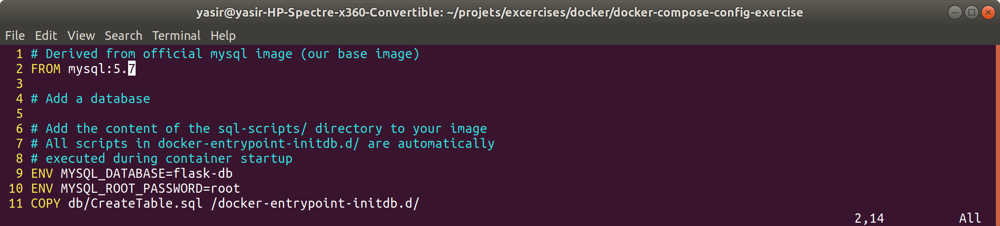 yasir@yasir-HP-Spectre-x360-Convertible: ~/projets/excercises/docker/docker-compose-config-exercise
File Edit View Search Terminal Help
1 # Derived from official mysql image (our base image)
2 FROM mysql:5.7
3
4 # Add a database
5
6 # Add the content of the sql-scripts/ directory to your image
7 # All scripts in docker-entrypoint-initdb.d/ are automatically
8 # executed during container startup
9 ENV MYSQL_DATABASE=flask-db
10 ENV MYSQL_ROOT_PASSWORD=root
11 COPY db/CreateTable.sql /docker-entrypoint-initdb.d/
2,14 All